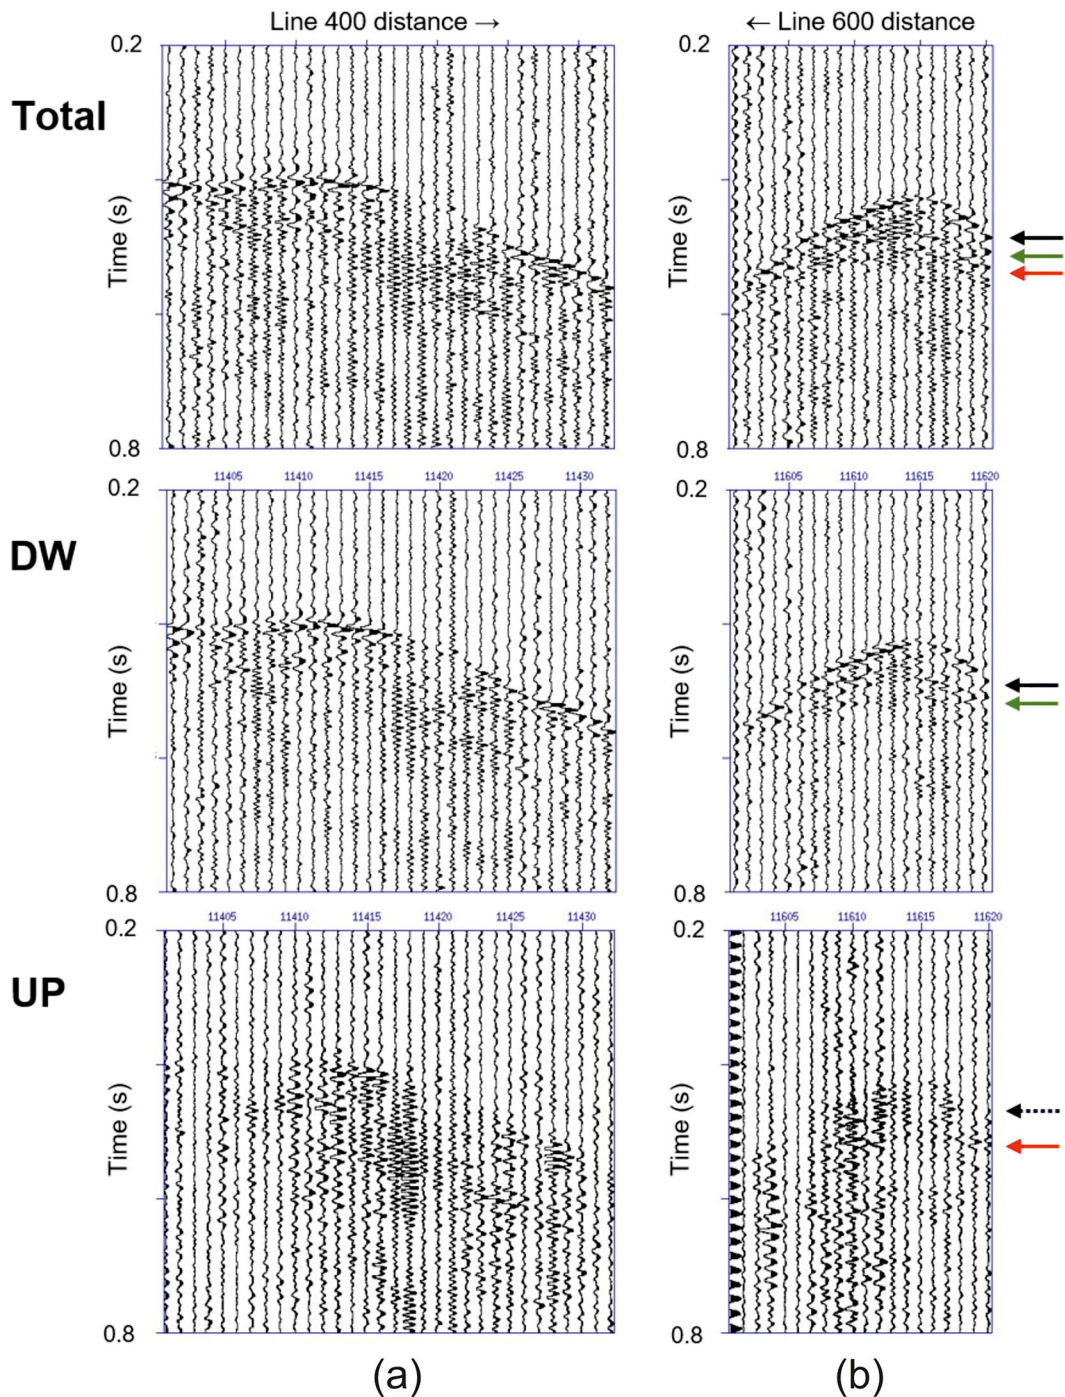 Line 400 distance → ← Line 600 distance
0.2 0.2
Total
Time (s) Time (s)
0.8 0.8
11405 11410 11415 11420 11425 11430 11605 11610 11615 11620
0.2 0.2
DW
Time (s) Time (s)
0.8 0.8
11405 11410 11415 11420 11425 11430 11605 11610 11615 11620
0.2 0.2
UP
Time (s) Time (s)
0.8 0.8
(a) (b)